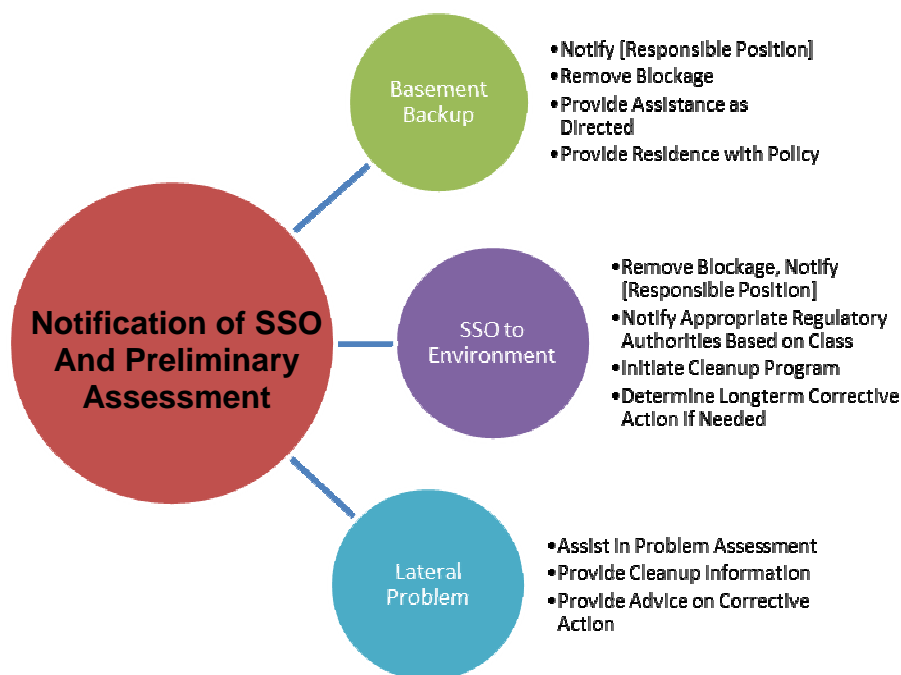 Notification of SSO
And Preliminary
Assessment
Basement
Backup
•Notify [Responsible Position]
•Remove Blockage
•Provide Assistance as
Directed
•Provide Residence with Policy
SSO to
Environment
•Remove Blockage, Notify
[Responsible Position]
•Notify Appropriate Regulatory
Authorities Based on Class
•Initiate Cleanup Program
•Determine Longterm Corrective
Action if Needed
Lateral
Problem
•Assist in Problem Assessment
•Provide Cleanup Information
•Provide Advice on Corrective
Action